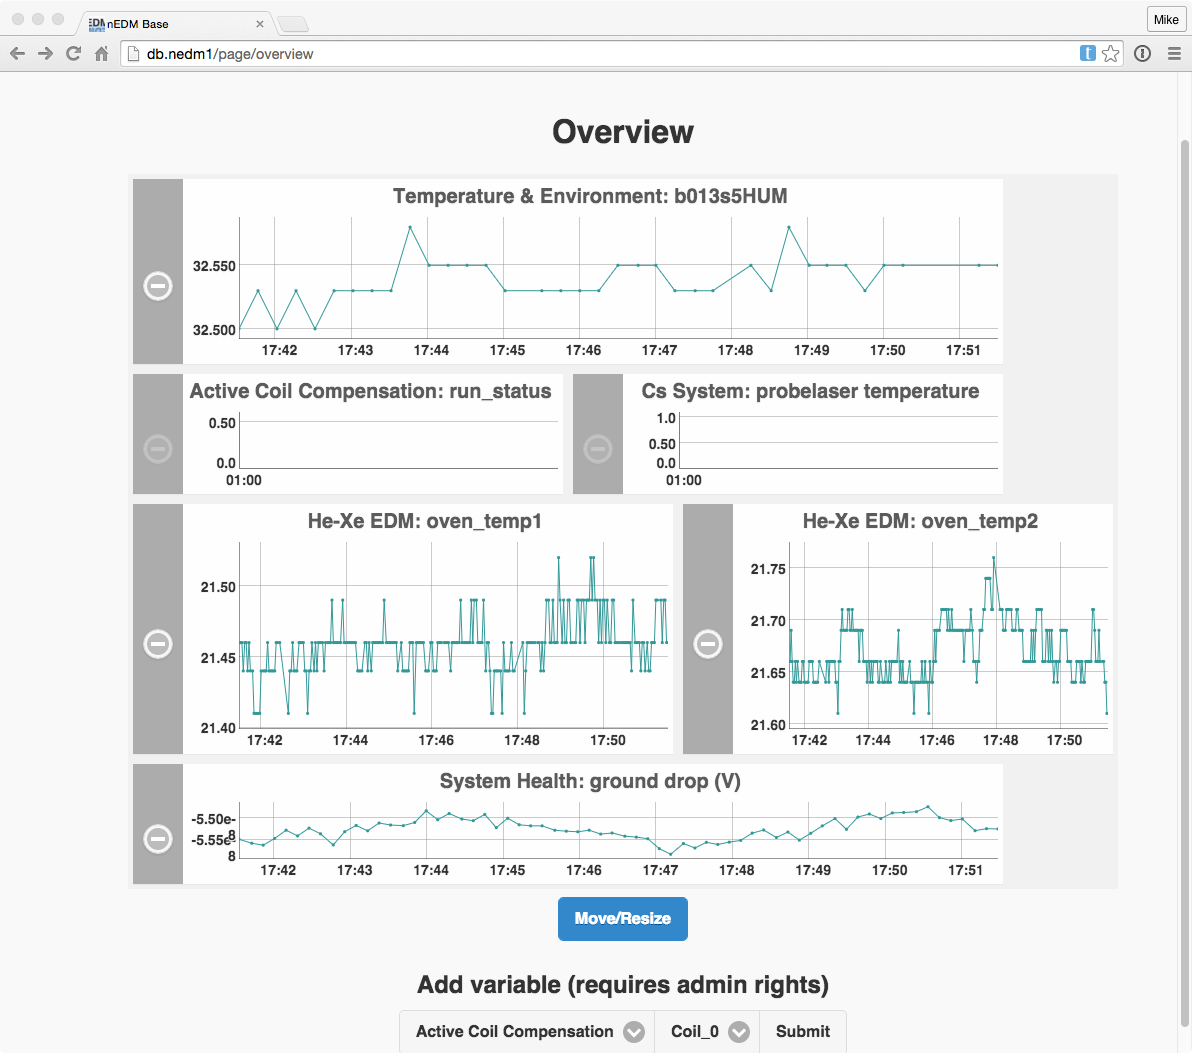 nEDM Base
Mike
db.nedm1/page/overview
Overview
Temperature & Environment: b013s5HUM
32.550
32.500
17:42 17:43 17:44 17:45 17:46 17:47 17:48 17:49 17:50 17:51
Active Coil Compensation: run_status
0.50
0.0
01:00
Cs System: probelaser temperature
1.0
0.50
0.0
01:00
He-Xe EDM: oven_temp1
21.50
21.45
21.40
17:42 17:44 17:46 17:48 17:50
He-Xe EDM: oven_temp2
21.75
21.70
21.65
21.60
17:42 17:44 17:46 17:48 17:50
System Health: ground drop (V)
-5.50e-
8
-5.55e-
8
17:42 17:43 17:44 17:45 17:46 17:47 17:48 17:49 17:50 17:51
Move/Resize
Add variable (requires admin rights)
Active Coil Compensation Coil_0 Submit